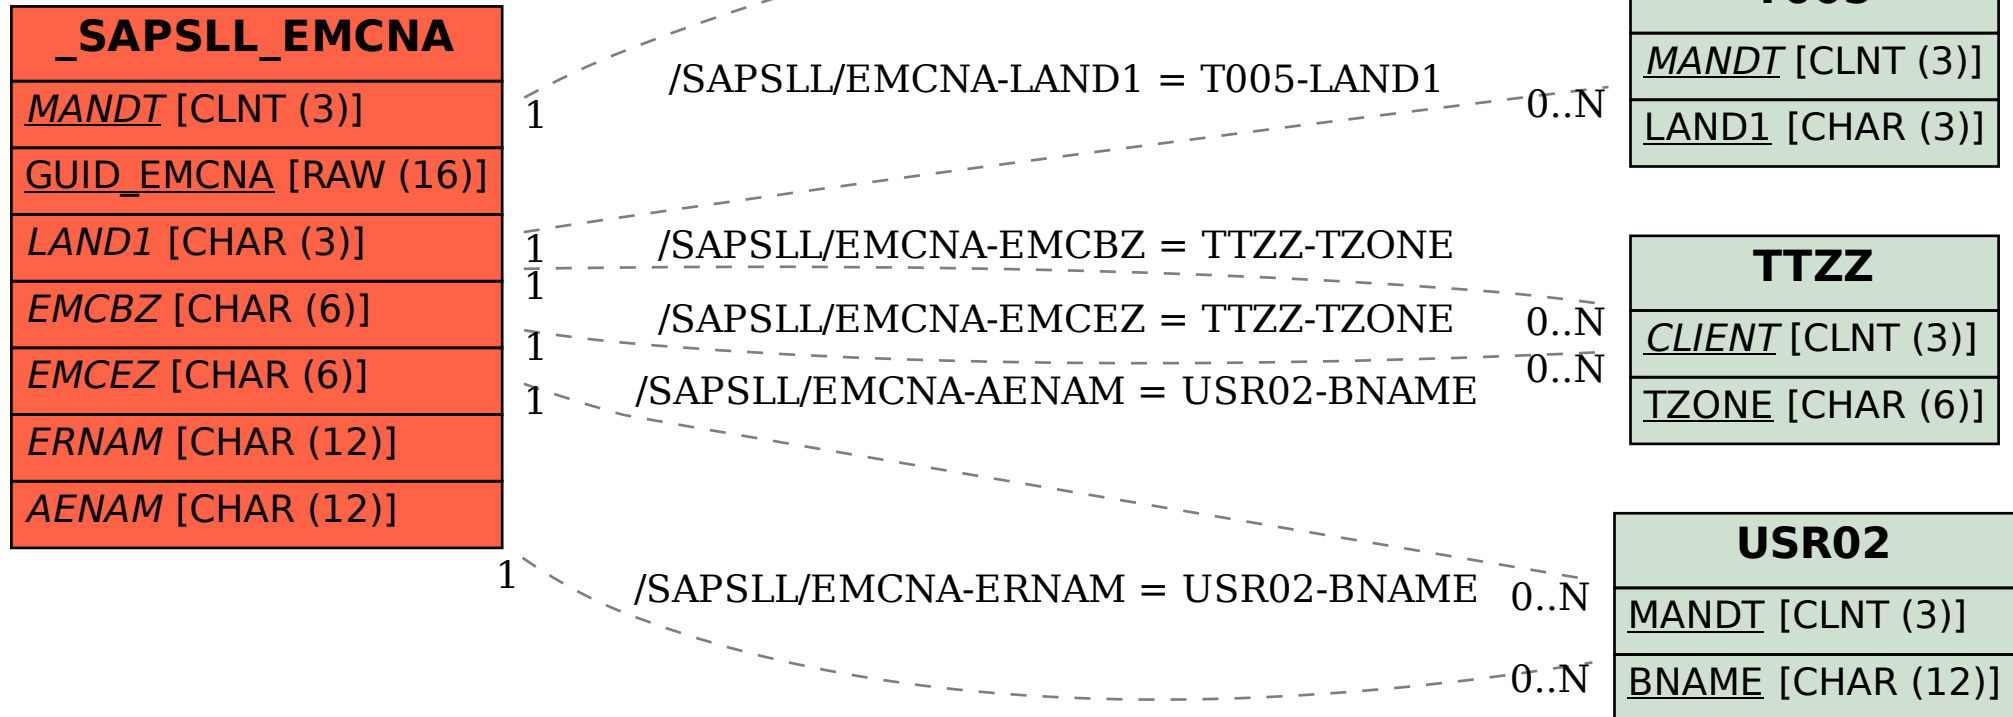 _SAPSLL_EMCNA
MANDT [CLNT (3)]
GUID_EMCNA [RAW (16)]
LAND1 [CHAR (3)]
EMCBZ [CHAR (6)]
EMCEZ [CHAR (6)]
ERNAM [CHAR (12)]
AENAM [CHAR (12)]
1
/SAPSLL/EMCNA-LAND1 = T005-LAND1
0..N
1
/SAPSLL/EMCNA-EMCBZ = TTZZ-TZONE
1
/SAPSLL/EMCNA-EMCEZ = TTZZ-TZONE
0..N
1
0..N
/SAPSLL/EMCNA-AENAM = USR02-BNAME
1
1
/SAPSLL/EMCNA-ERNAM = USR02-BNAME
0..N
0..N
MANDT [CLNT (3)]
LAND1 [CHAR (3)]
TTZZ
CLIENT [CLNT (3)]
TZONE [CHAR (6)]
USR02
MANDT [CLNT (3)]
BNAME [CHAR (12)]